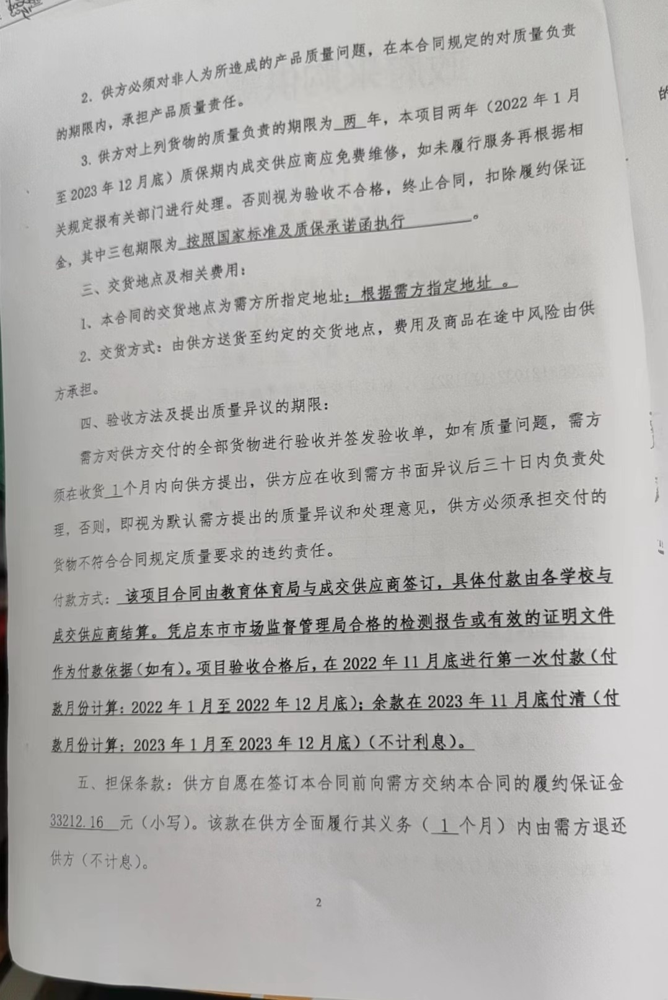 2. 供方必须对非人为所造成的产品质量问题，在本合同规定的对质量负责
的期限内，承担产品质量责任。
3. 供方对上列货物的质量负责的期限为 两 年，本项目两年（2022 年 1 月
至 2023 年 12 月底）质保期内成交供应商应免费维修，如未履行服务再根据相
关规定报有关部门进行处理。否则视为验收不合格，终止合同，扣除履约保证
金，其中三包期限为 按照国家标准及质保承诺函执行 。
三、交货地点及相关费用：
1、本合同的交货地点为需方所指定地址：根据需方指定地址 。
2. 交货方式：由供方送货至约定的交货地点，费用及商品在途中风险由供
方承担。
四、验收方法及提出质量异议的期限：
需方对供方交付的全部货物进行验收并签发验收单，如有质量问题，需方
须在收货 1 个月内向供方提出，供方应在收到需方书面异议后三十日内负责处
理，否则，即视为默认需方提出的质量异议和处理意见，供方必须承担交付的
货物不符合合同规定质量要求的违约责任。
付款方式： 该项目合同由教育体育局与成交供应商签订，具体付款由各学校与
成交供应商结算。凭启东市市场监督管理局合格的检测报告或有效的证明文件
作为付款依据（如有）。项目验收合格后，在 2022 年 11 月底进行第一次付款（付
款月份计算：2022 年 1 月至 2022 年 12 月底）；余款在 2023 年 11 月底付清（付
款月份计算：2023 年 1 月至 2023 年 12 月底）（不计利息）。
五、担保条款：供方自愿在签订本合同前向需方交纳本合同的履约保证金
33212.16 元（小写）。该款在供方全面履行其义务（ 1 个月）内由需方退还
供方（不计息）。
2
的